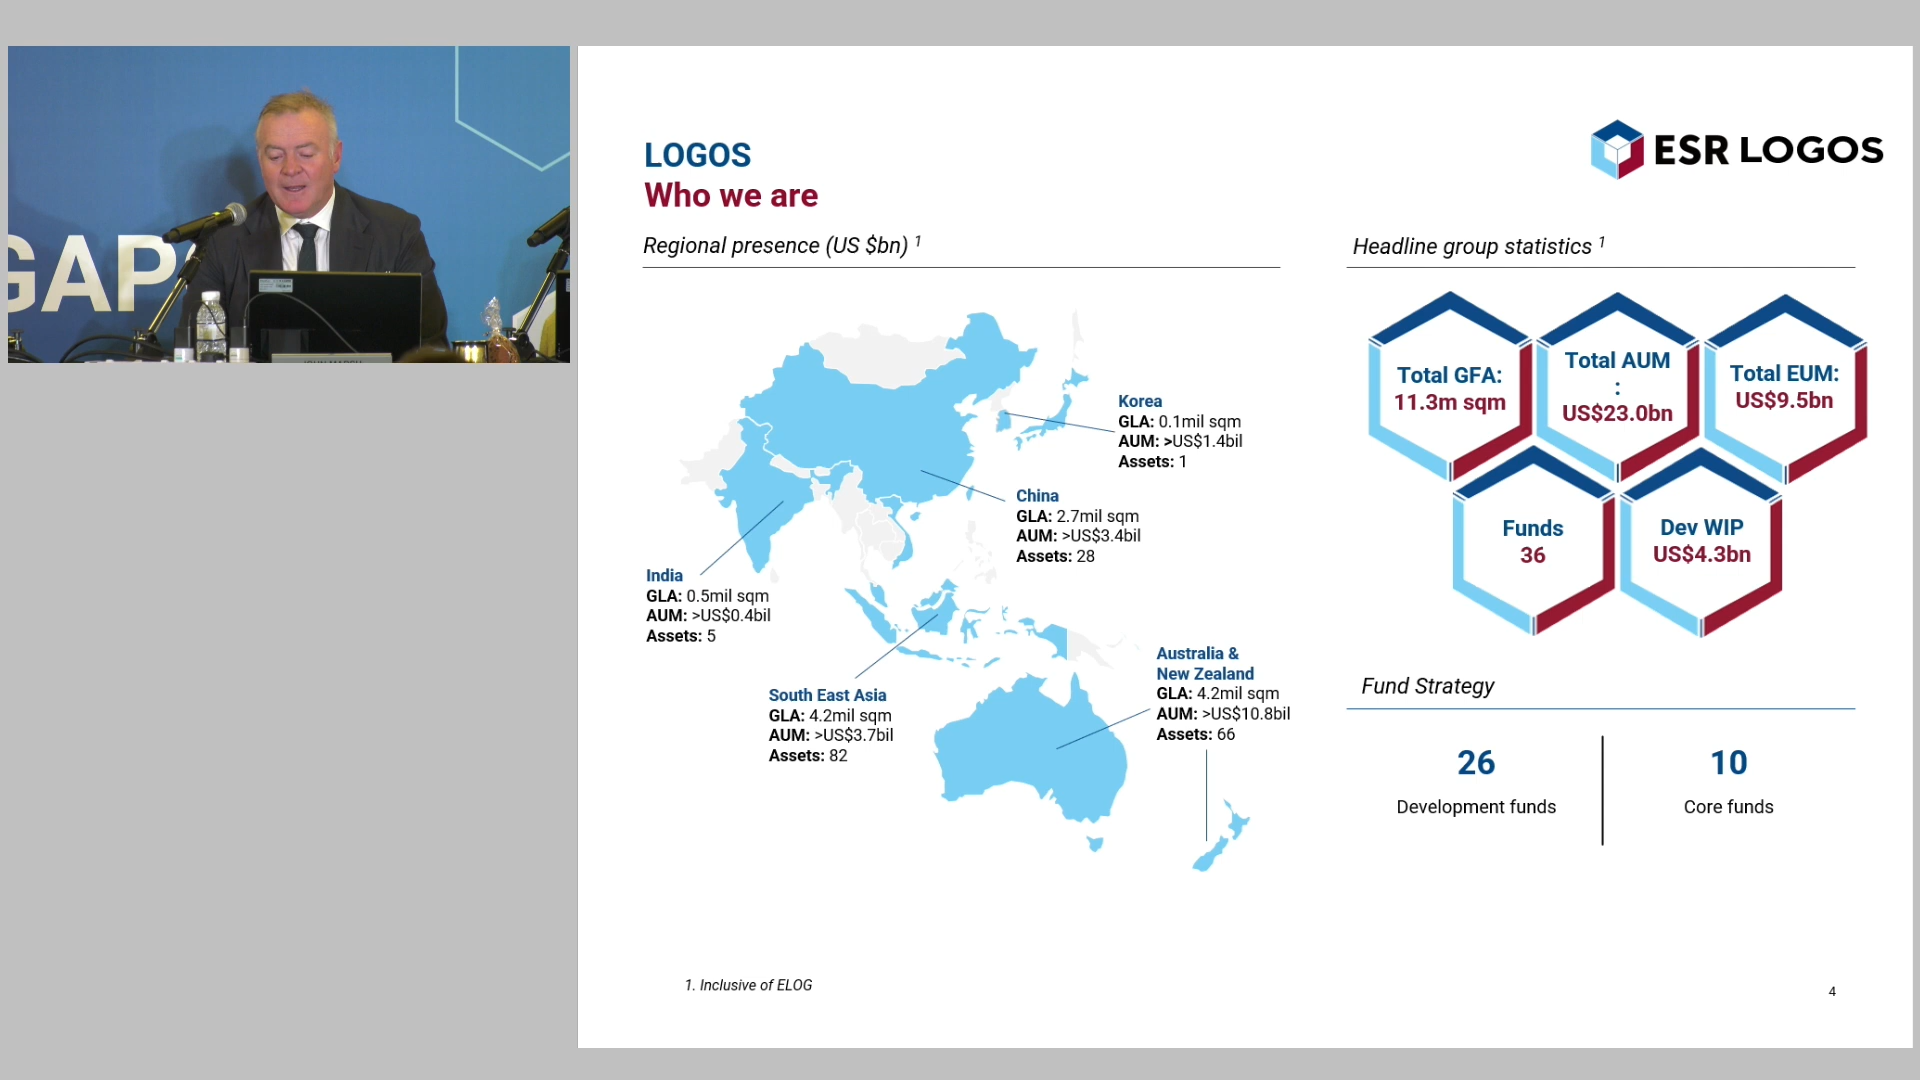 GAP
LOGOS
Who we are
ESR LOGOS
Regional presence (US $bn) 1
Headline group statistics 1
Korea
GLA: 0.1mil sqm
AUM: >US$1.4bil
Assets: 1
China
GLA: 2.7mil sqm
AUM: >US$3.4bil
Assets: 28
India
GLA: 0.5mil sqm
AUM: >US$0.4bil
Assets: 5
South East Asia
GLA: 4.2mil sqm
AUM: >US$3.7bil
Assets: 82
Australia &
New Zealand
GLA: 4.2mil sqm
AUM: >US$10.8bil
Assets: 66
Total GFA:
11.3m sqm
Total AUM
:
US$23.0bn
Total EUM:
US$9.5bn
Funds
36
Dev WIP
US$4.3bn
Fund Strategy
26
Development funds
10
Core funds
1. Inclusive of ELOG
4